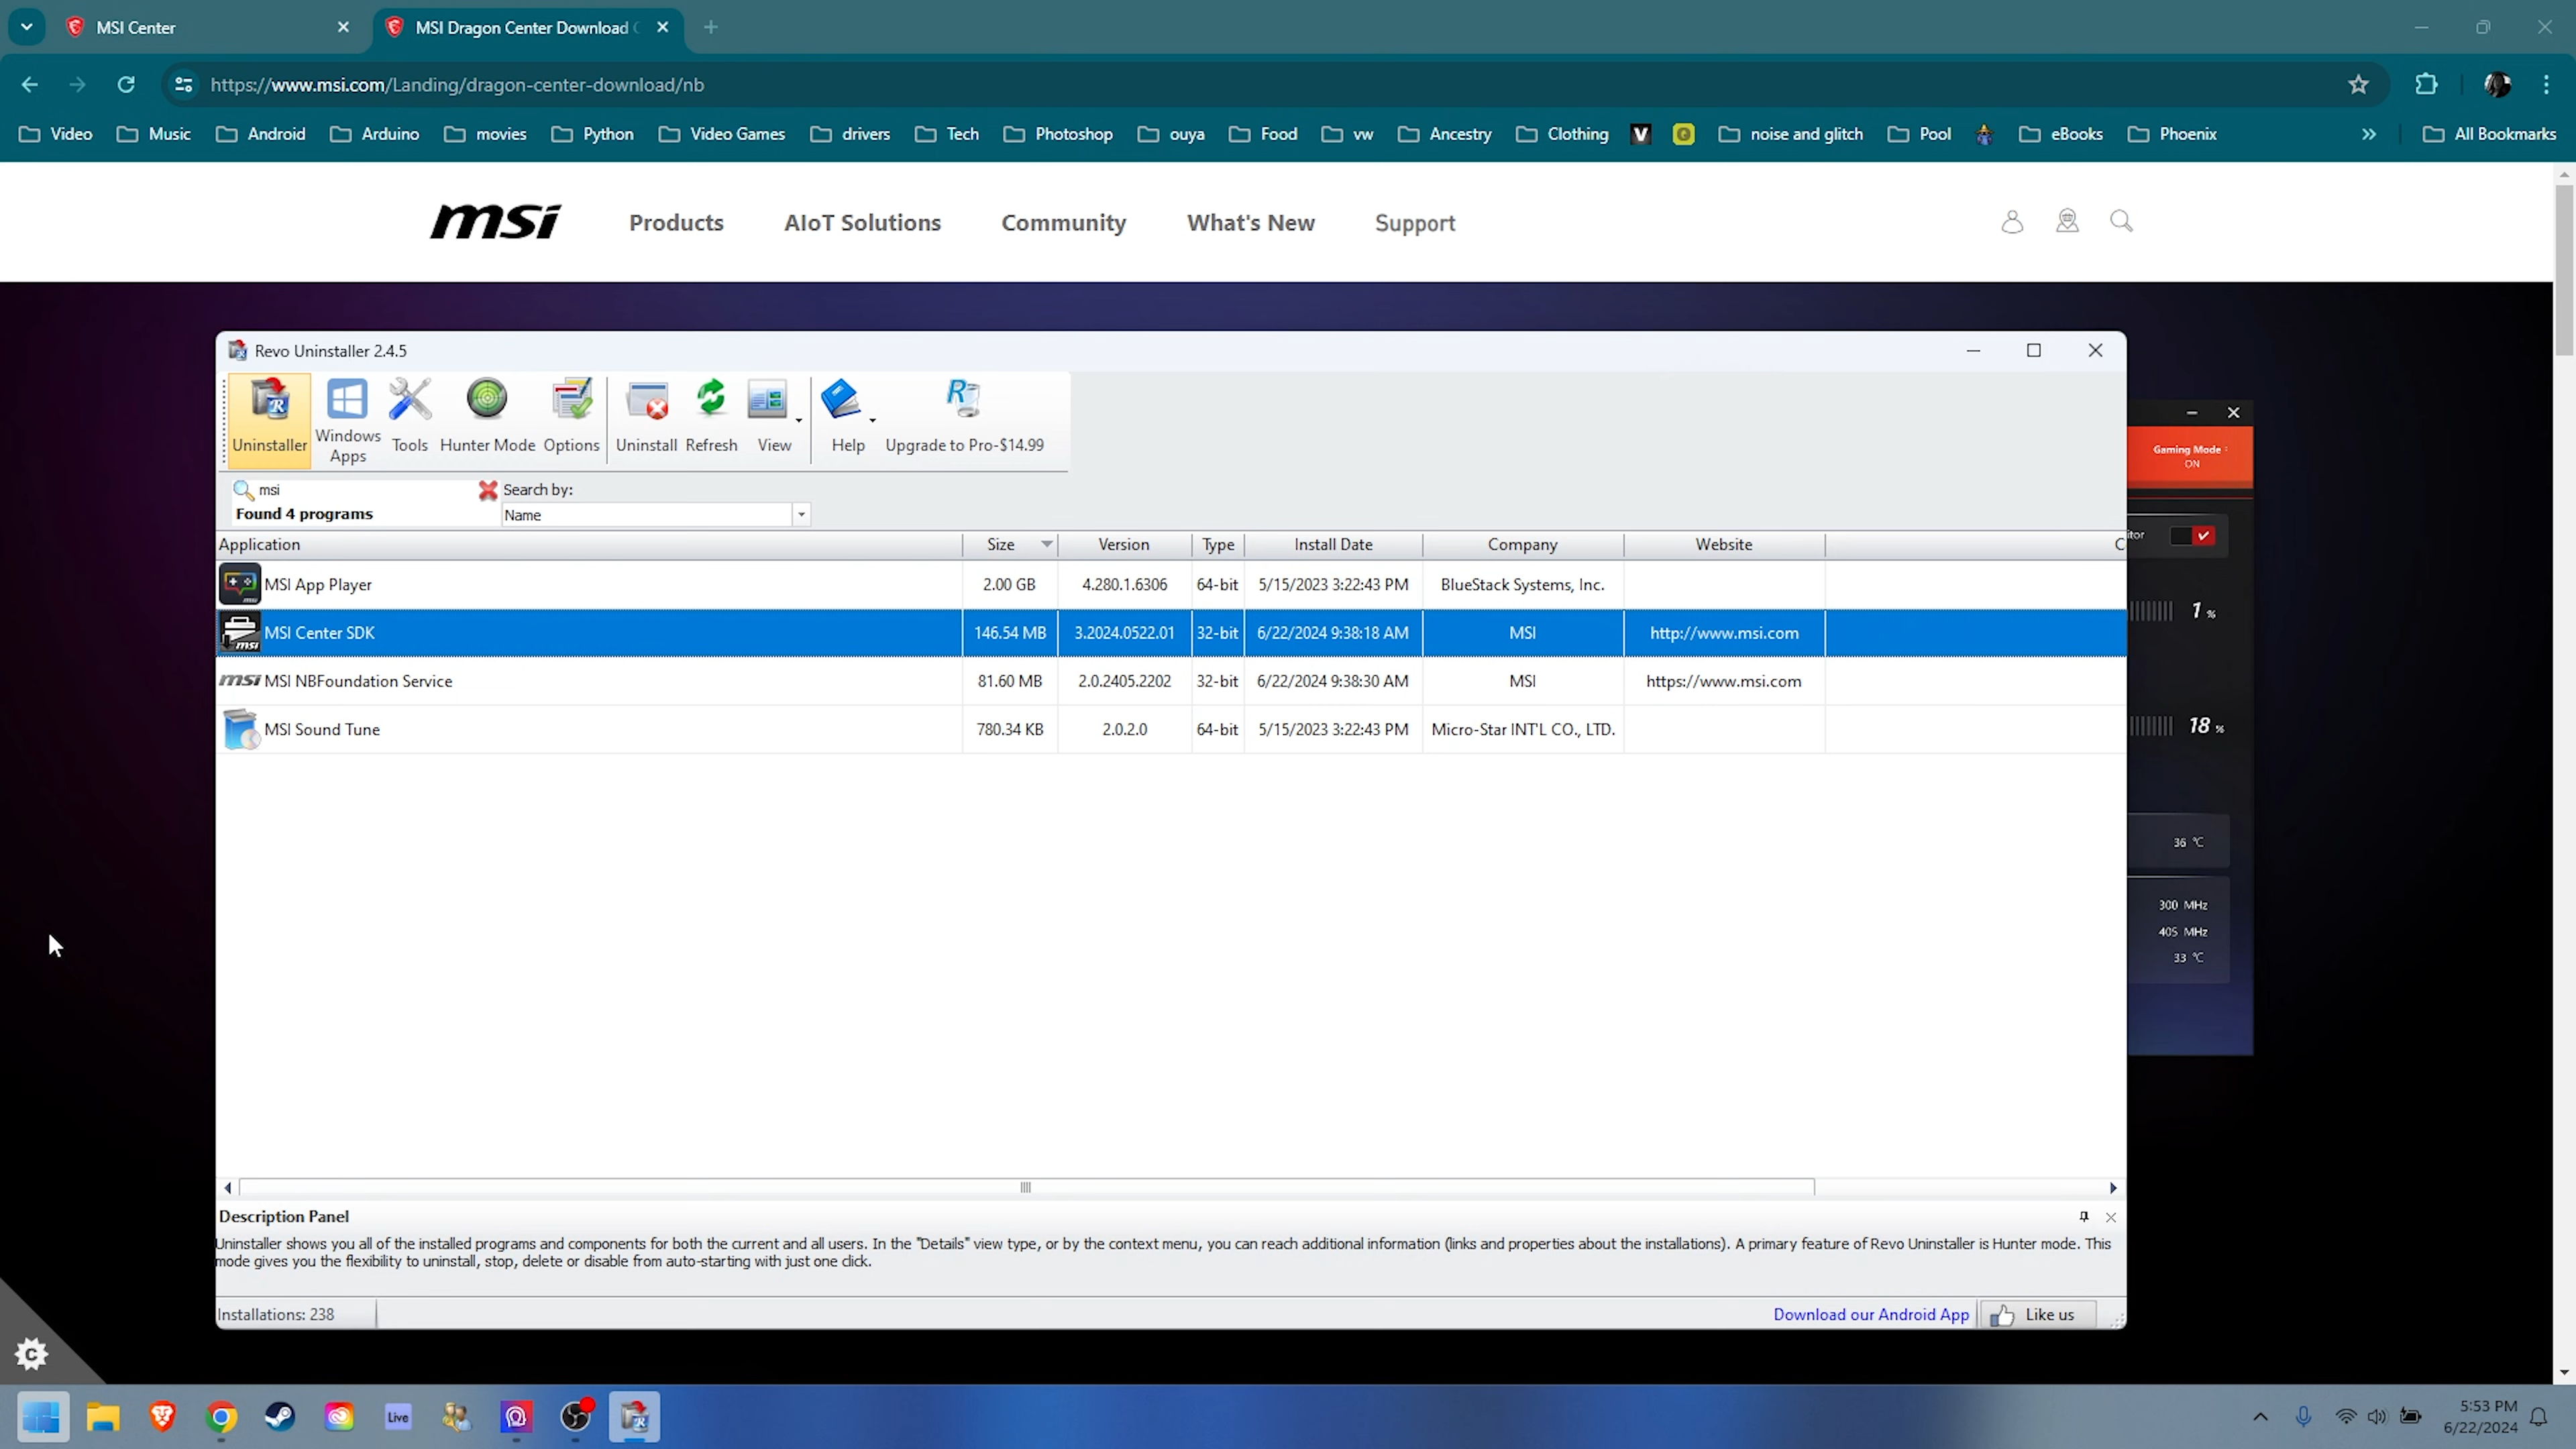 MSI Center
MSI Dragon Center Download
https://www.msi.com/Landing/dragon-center-download/nb
Video Music Android Arduino movies Python Video Games drivers Tech Photoshop ouya Food vw Ancestry Clothing V noise and glitch Pool eBooks Phoenix » All Bookmarks
msi Products AIoT Solutions Community What's New Support
Revo Uninstaller 2.4.5
Uninstaller Windows Apps Tools Hunter Mode Options Uninstall Refresh View Help Upgrade to Pro-$14.99
msi Search by:
Found 4 programs Name
Application Size Version Type Install Date Company Website C
MSI App Player 2.00 GB 4.280.1.6306 64-bit 5/15/2023 3:22:43 PM BlueStack Systems, Inc.
MSI Center SDK 146.54 MB 3.2024.0522.01 32-bit 6/22/2024 9:38:18 AM MSI http://www.msi.com
msi MSI NBFoundation Service 81.60 MB 2.0.2405.2202 32-bit 6/22/2024 9:38:30 AM MSI https://www.msi.com
MSI Sound Tune 780.34 KB 2.0.2.0 64-bit 5/15/2023 3:22:43 PM Micro-Star INT'L CO., LTD.
Gaming Mode :
ON
itor
1 %
18 %
36 °C
300 MHz
405 MHz
33 °C
Description Panel
Uninstaller shows you all of the installed programs and components for both the current and all users. In the "Details" view type, or by the context menu, you can reach additional information (links and properties about the installations). A primary feature of Revo Uninstaller is Hunter mode. This
mode gives you the flexibility to uninstall, stop, delete or disable from auto-starting with just one click.
Installations: 238 Download our Android App Like us
C
Live
5:53 PM
6/22/2024